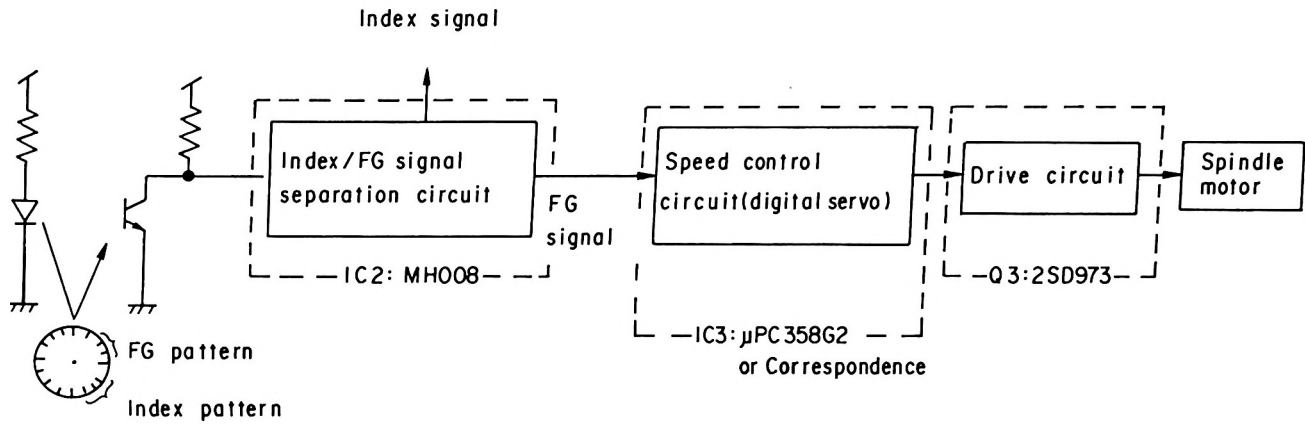 Index signal
Index/FG signal
separation circuit
FG
signal
IC2: MH008
Speed control
circuit(digital servo)
IC3: µPC358G2
or Correspondence
Drive circuit
Q3:2SD973
Spindle
motor
FG pattern
Index pattern